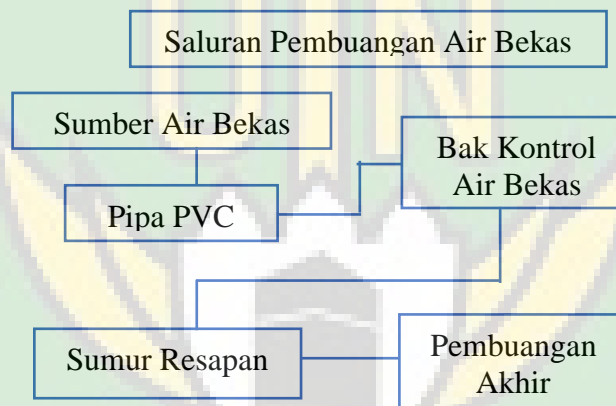 Saluran Pembuangan Air Bekas
Sumber Air Bekas
Pipa PVC
Bak Kontrol
Air Bekas
Sumur Resapan
Pembuangan
Akhir